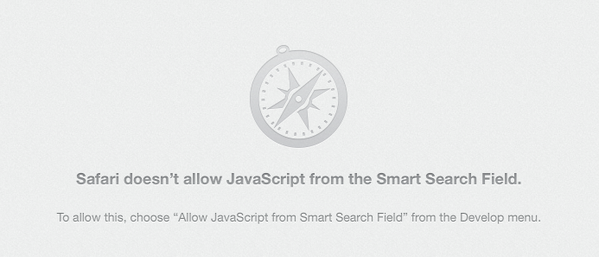 Safari doesn’t allow JavaScript from the Smart Search Field.
To allow this, choose “Allow JavaScript from Smart Search Field” from the Develop menu.